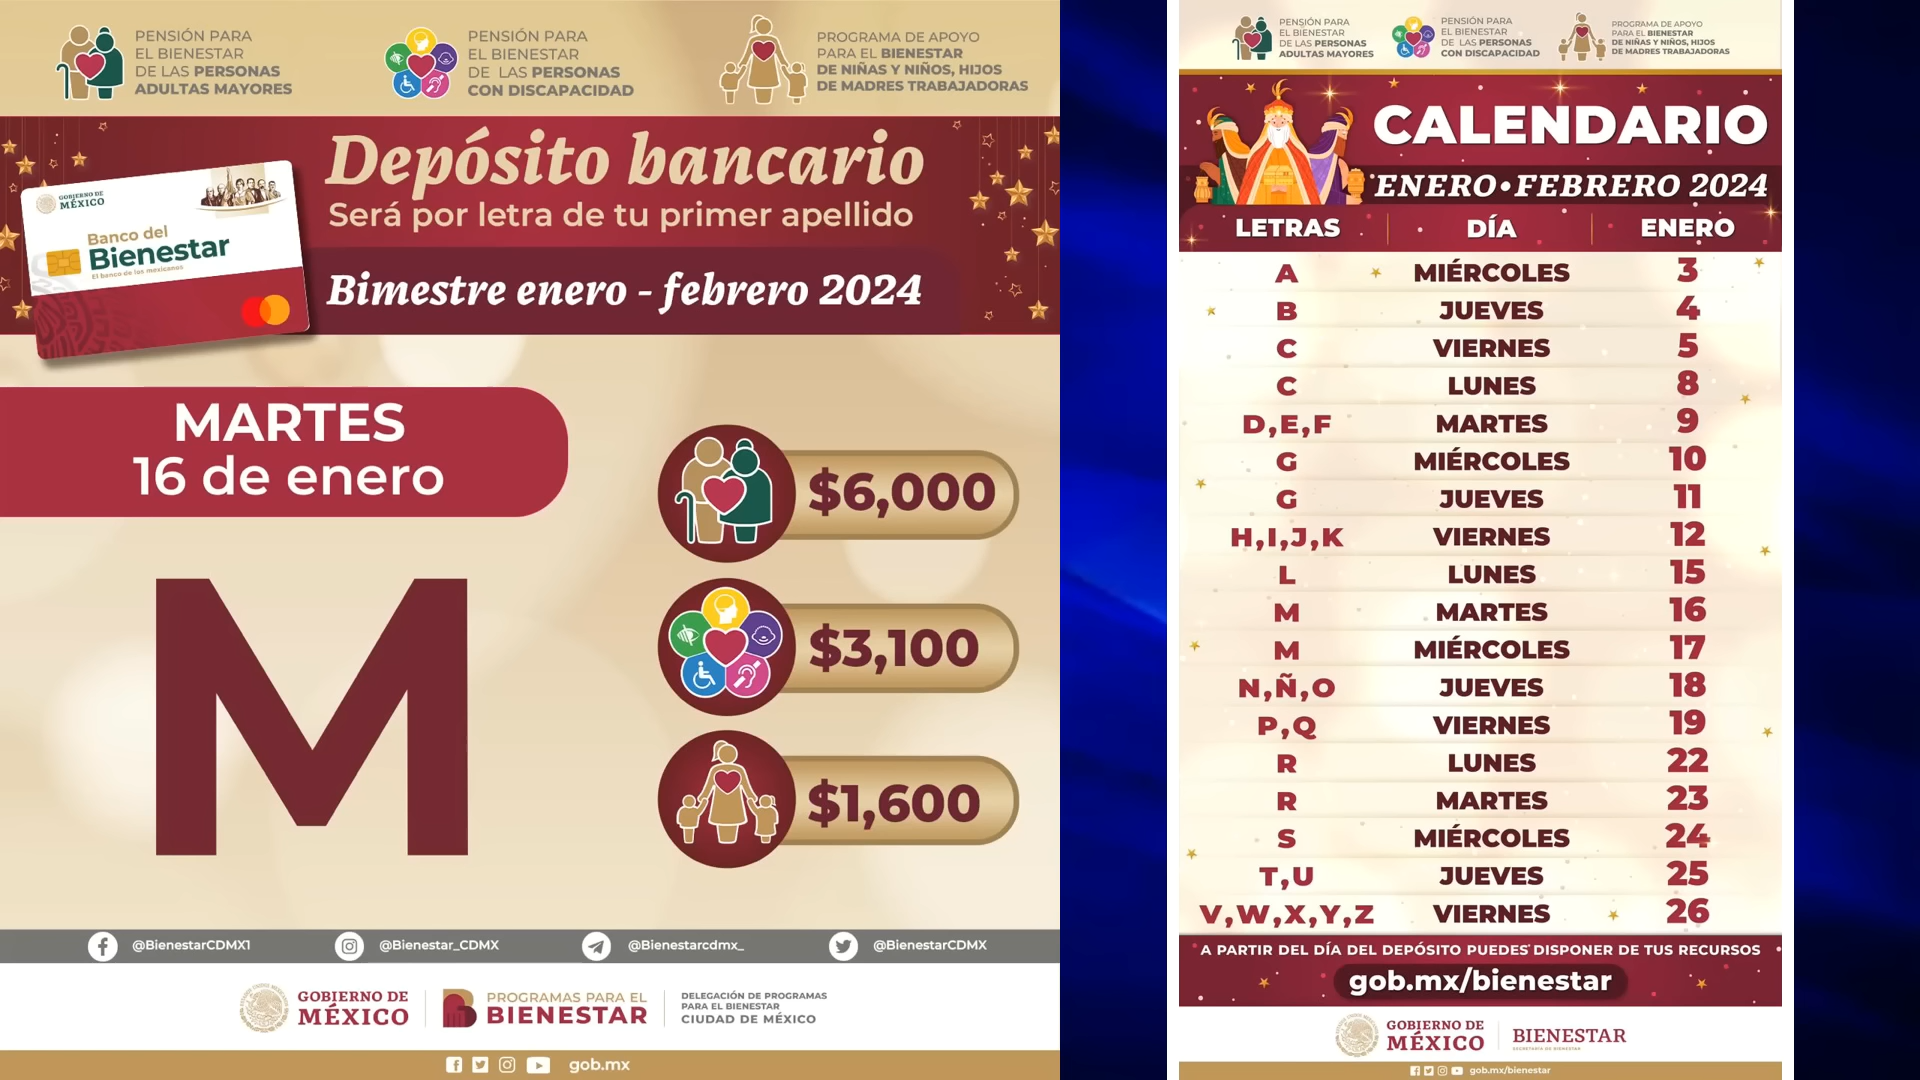 PENSIÓN PARA
EL BIENESTAR
DE LAS PERSONAS
ADULTAS MAYORES
PENSIÓN PARA
EL BIENESTAR
DE LAS PERSONAS
CON DISCAPACIDAD
PROGRAMA DE APOYO
PARA EL BIENESTAR
DE NIÑAS Y NIÑOS, HIJOS
DE MADRES TRABAJADORAS
GOBIERNO DE
MÉXICO
Banco del
Bienestar
El banco de los mexicanos
Depósito bancario
Será por letra de tu primer apellido
Bimestre enero - febrero 2024
MARTES
16 de enero
M
$6,000
$3,100
$1,600
@BienestarCDMX1
@Bienestar_CDMX
@Bienestarcdmx_
@BienestarCDMX
GOBIERNO DE
MÉXICO
PROGRAMAS PARA EL
BIENESTAR
DELEGACIÓN DE PROGRAMAS
PARA EL BIENESTAR
CIUDAD DE MÉXICO
gob.mx
PENSIÓN PARA
EL BIENESTAR
DE LAS PERSONAS
ADULTAS MAYORES
PENSIÓN PARA
EL BIENESTAR
DE LAS PERSONAS
CON DISCAPACIDAD
PROGRAMA DE APOYO
PARA EL BIENESTAR
DE NIÑAS Y NIÑOS, HIJOS
DE MADRES TRABAJADORAS
CALENDARIO
ENERO•FEBRERO 2024
LETRAS DÍA ENERO
A MIÉRCOLES 3
B JUEVES 4
C VIERNES 5
C LUNES 8
D,E,F MARTES 9
G MIÉRCOLES 10
G JUEVES 11
H,I,J,K VIERNES 12
L LUNES 15
M MARTES 16
M MIÉRCOLES 17
N,Ñ,O JUEVES 18
P,Q VIERNES 19
R LUNES 22
R MARTES 23
S MIÉRCOLES 24
T,U JUEVES 25
V,W,X,Y,Z VIERNES 26
A PARTIR DEL DÍA DEL DEPÓSITO PUEDES DISPONER DE TUS RECURSOS
gob.mx/bienestar
GOBIERNO DE
MÉXICO
BIENESTAR
SECRETARÍA DE BIENESTAR
gob.mx/bienestar